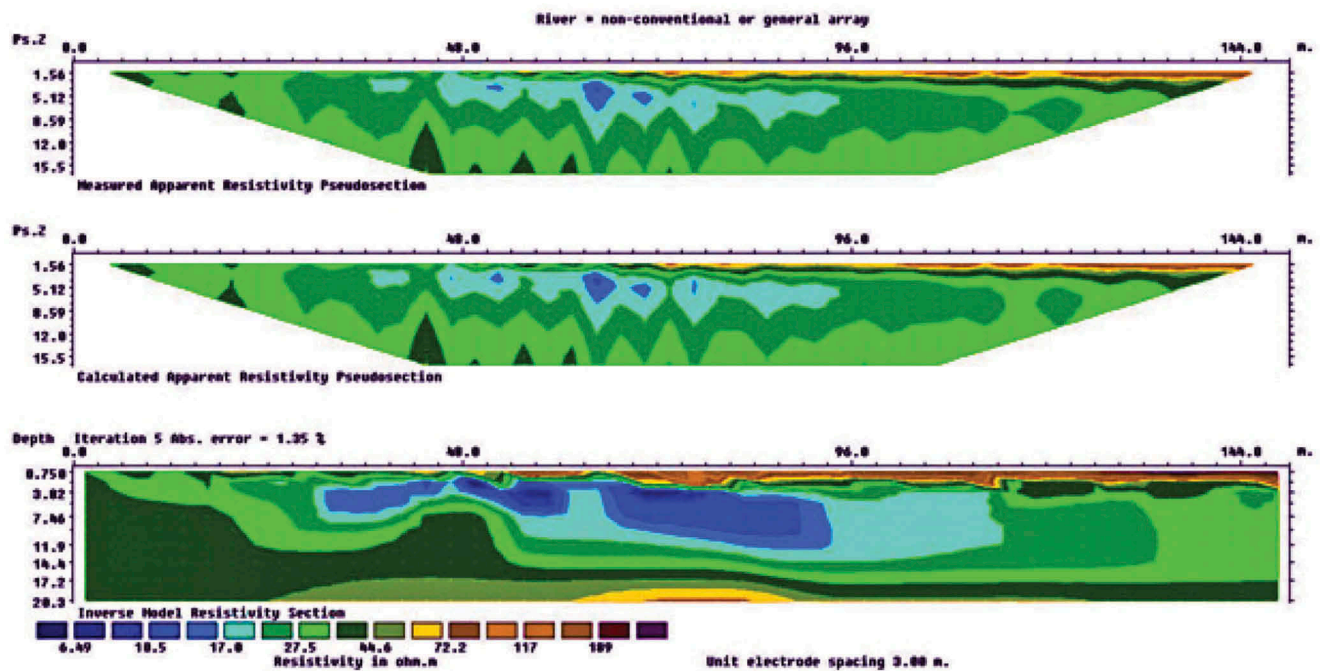 River = non-conventional or general array
Ps.Z 0.0 48.0 96.0 144.0 m.
1.56
5.12
8.59
12.0
15.5
Measured Apparent Resistivity Pseudosection
Ps.Z 0.0 48.0 96.0 144.0 m.
1.56
5.12
8.59
12.0
15.5
Calculated Apparent Resistivity Pseudosection
Depth Iteration 5 Abs. error = 1.35 %
0.0 48.0 96.0 144.0 m.
0.750
3.82
7.46
11.9
14.4
17.2
20.3
Inverse Model Resistivity Section
6.49 10.5 17.0 27.5 44.6 72.2 117 189
Resistivity in ohm.m Unit electrode spacing 3.00 m.